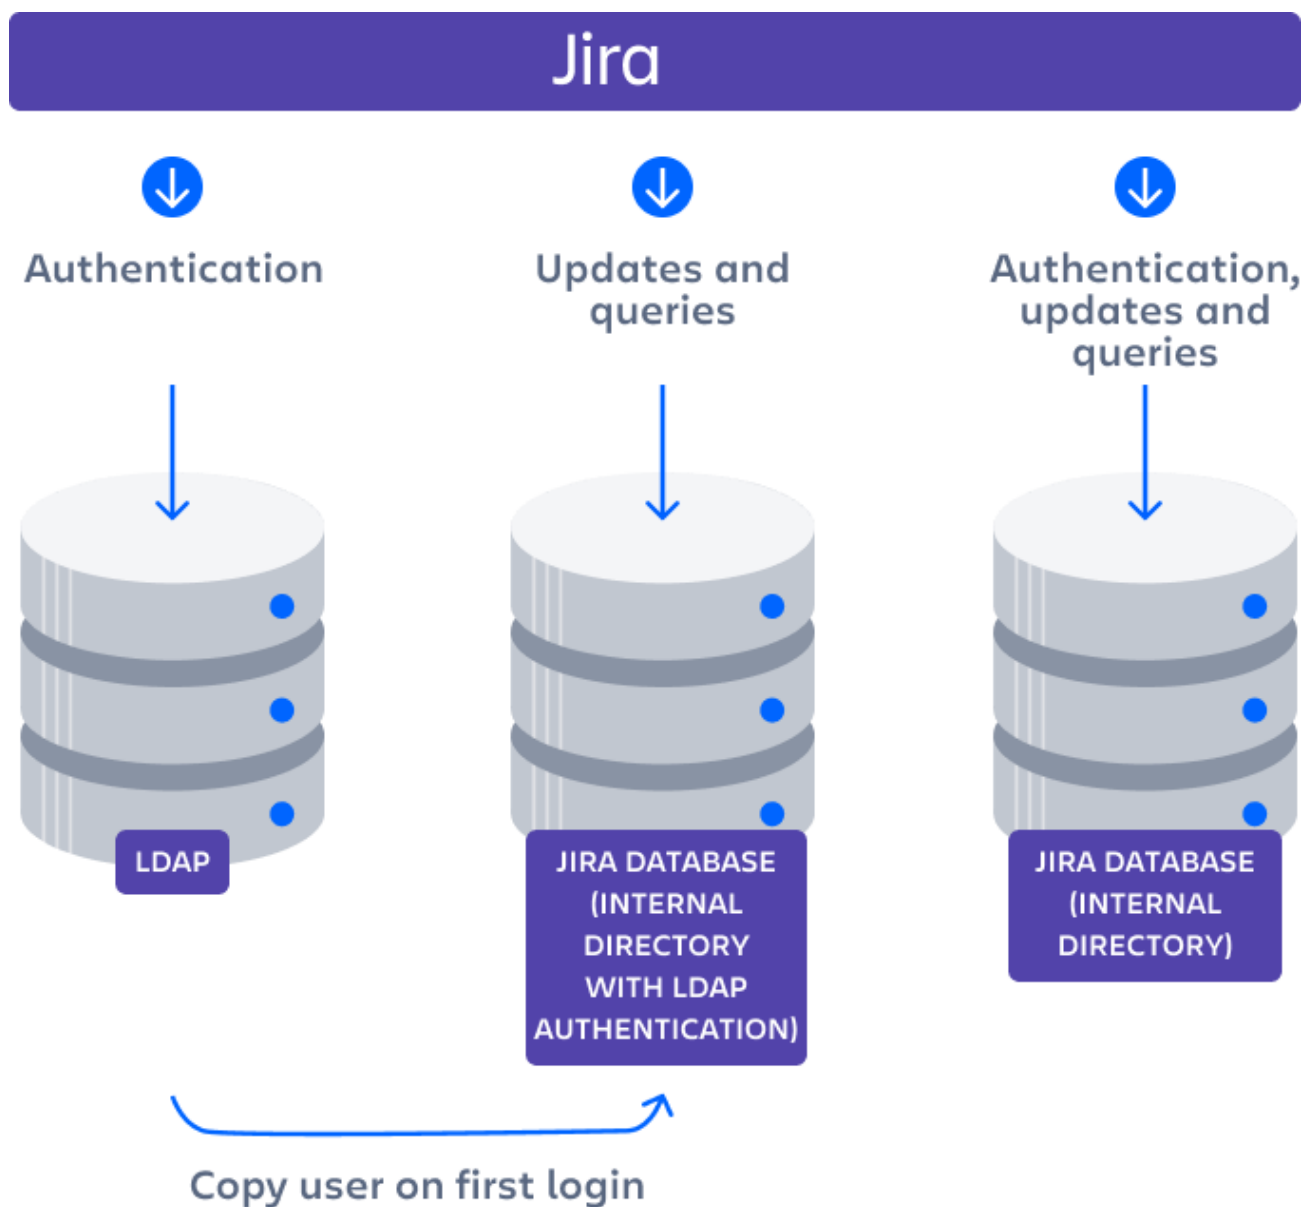 Jira
Authentication
Updates and
queries
Authentication,
updates and
queries
LDAP
JIRA DATABASE
(INTERNAL
DIRECTORY
WITH LDAP
AUTHENTICATION)
JIRA DATABASE
(INTERNAL
DIRECTORY)
Copy user on first login